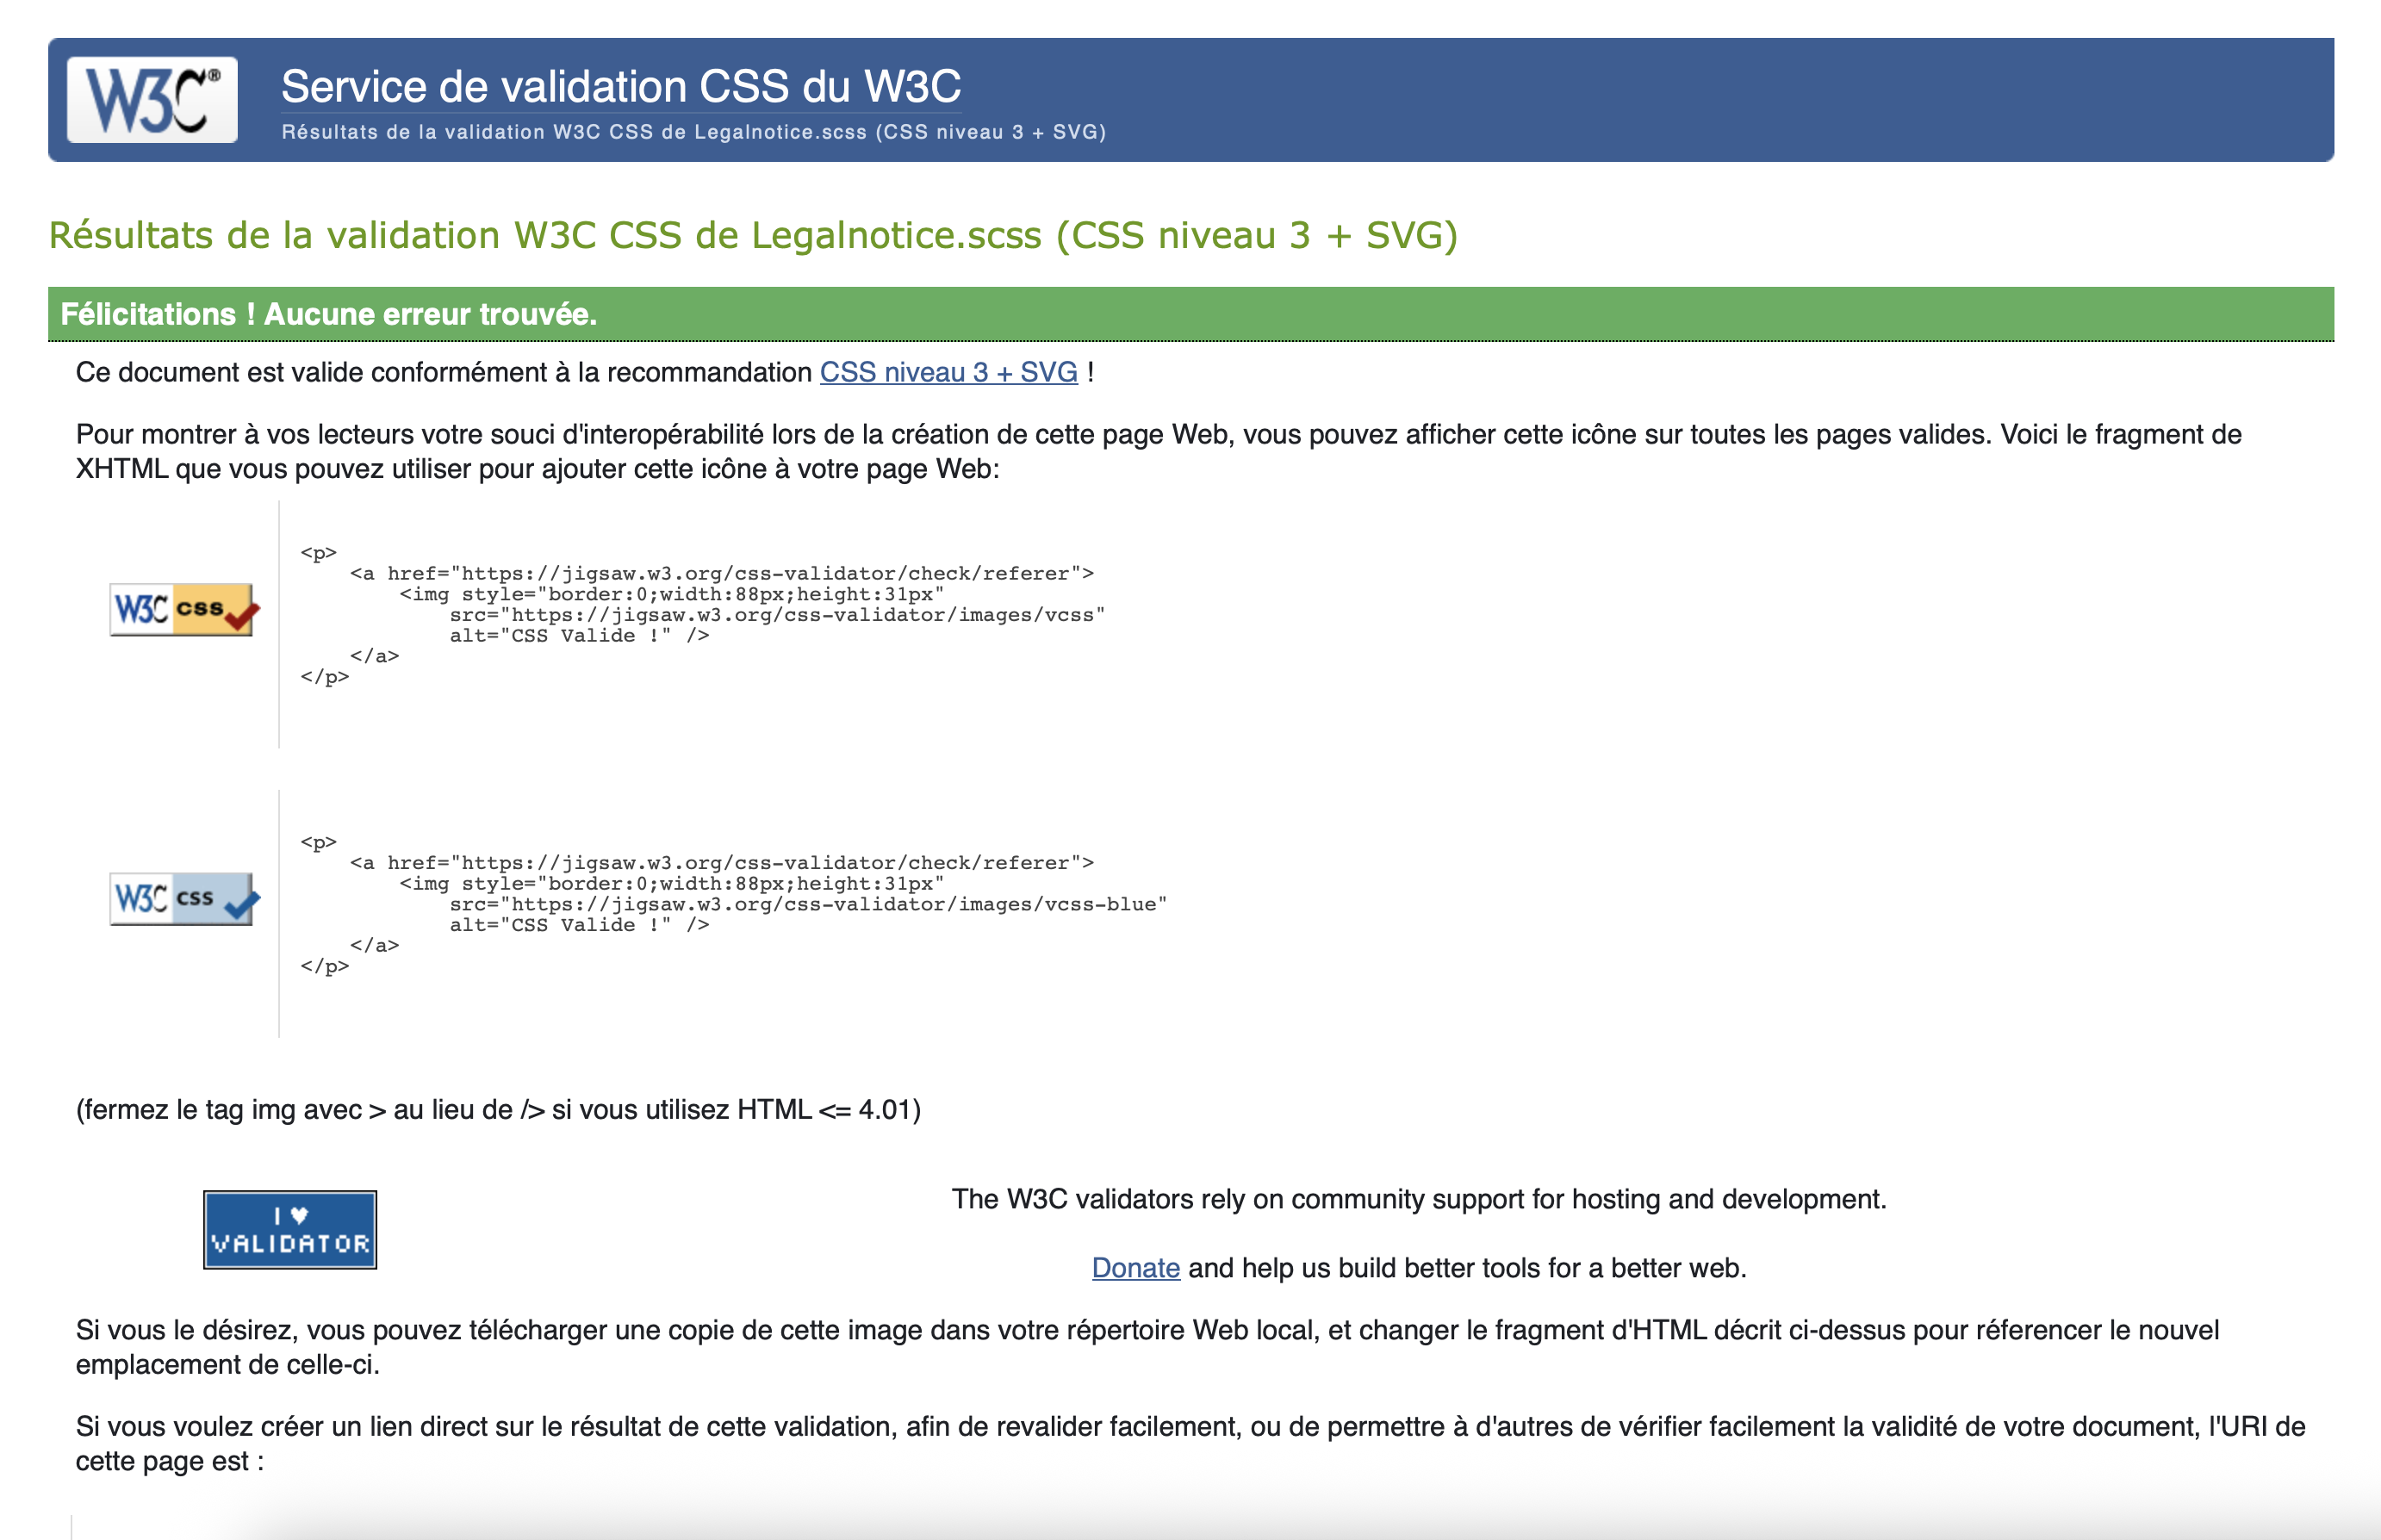 W3C®
Service de validation CSS du W3C
Résultats de la validation W3C CSS de Legalnotice.scss (CSS niveau 3 + SVG)
Résultats de la validation W3C CSS de Legalnotice.scss (CSS niveau 3 + SVG)
Félicitations ! Aucune erreur trouvée.
Ce document est valide conformément à la recommandation CSS niveau 3 + SVG !
Pour montrer à vos lecteurs votre souci d'interopérabilité lors de la création de cette page Web, vous pouvez afficher cette icône sur toutes les pages valides. Voici le fragment de
XHTML que vous pouvez utiliser pour ajouter cette icône à votre page Web:
W3C css
<p>
    <a href="https://jigsaw.w3.org/css-validator/check/referer">
        <img style="border:0;width:88px;height:31px"
            src="https://jigsaw.w3.org/css-validator/images/vcss"
            alt="CSS Valide !" />
    </a>
</p>
W3C css
<p>
    <a href="https://jigsaw.w3.org/css-validator/check/referer">
        <img style="border:0;width:88px;height:31px"
            src="https://jigsaw.w3.org/css-validator/images/vcss-blue"
            alt="CSS Valide !" />
    </a>
</p>
(fermez le tag img avec > au lieu de /> si vous utilisez HTML <= 4.01)
I ♥
VALIDATOR
The W3C validators rely on community support for hosting and development.
Donate and help us build better tools for a better web.
Si vous le désirez, vous pouvez télécharger une copie de cette image dans votre répertoire Web local, et changer le fragment d'HTML décrit ci-dessus pour réferencer le nouvel
emplacement de celle-ci.
Si vous voulez créer un lien direct sur le résultat de cette validation, afin de revalider facilement, ou de permettre à d'autres de vérifier facilement la validité de votre document, l'URI de
cette page est :